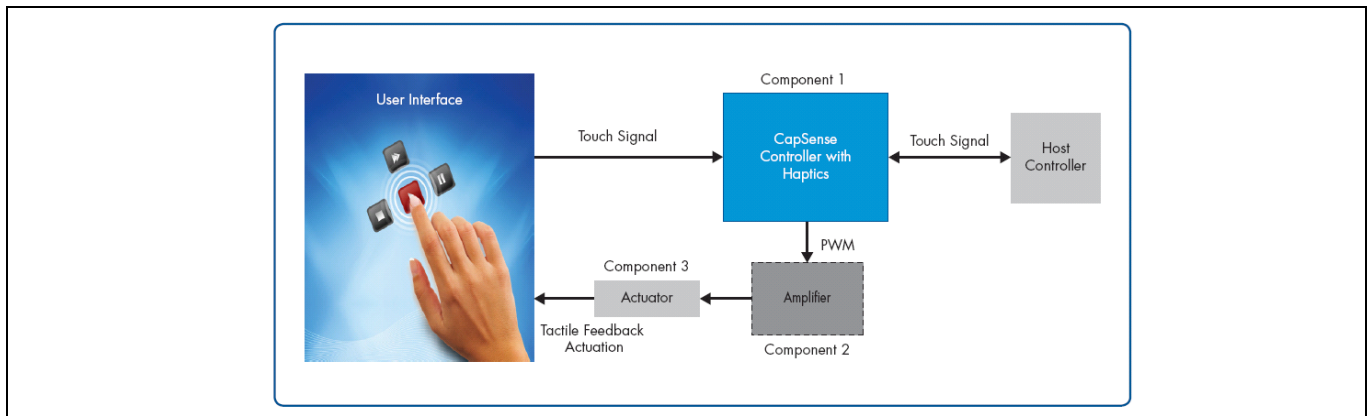 User Interface
Touch Signal
Component 1
CapSense
Controller with
Haptics
Touch Signal
Host
Controller
PWM
Component 3
Actuator
Amplifier
Tactile Feedback
Actuation
Component 2